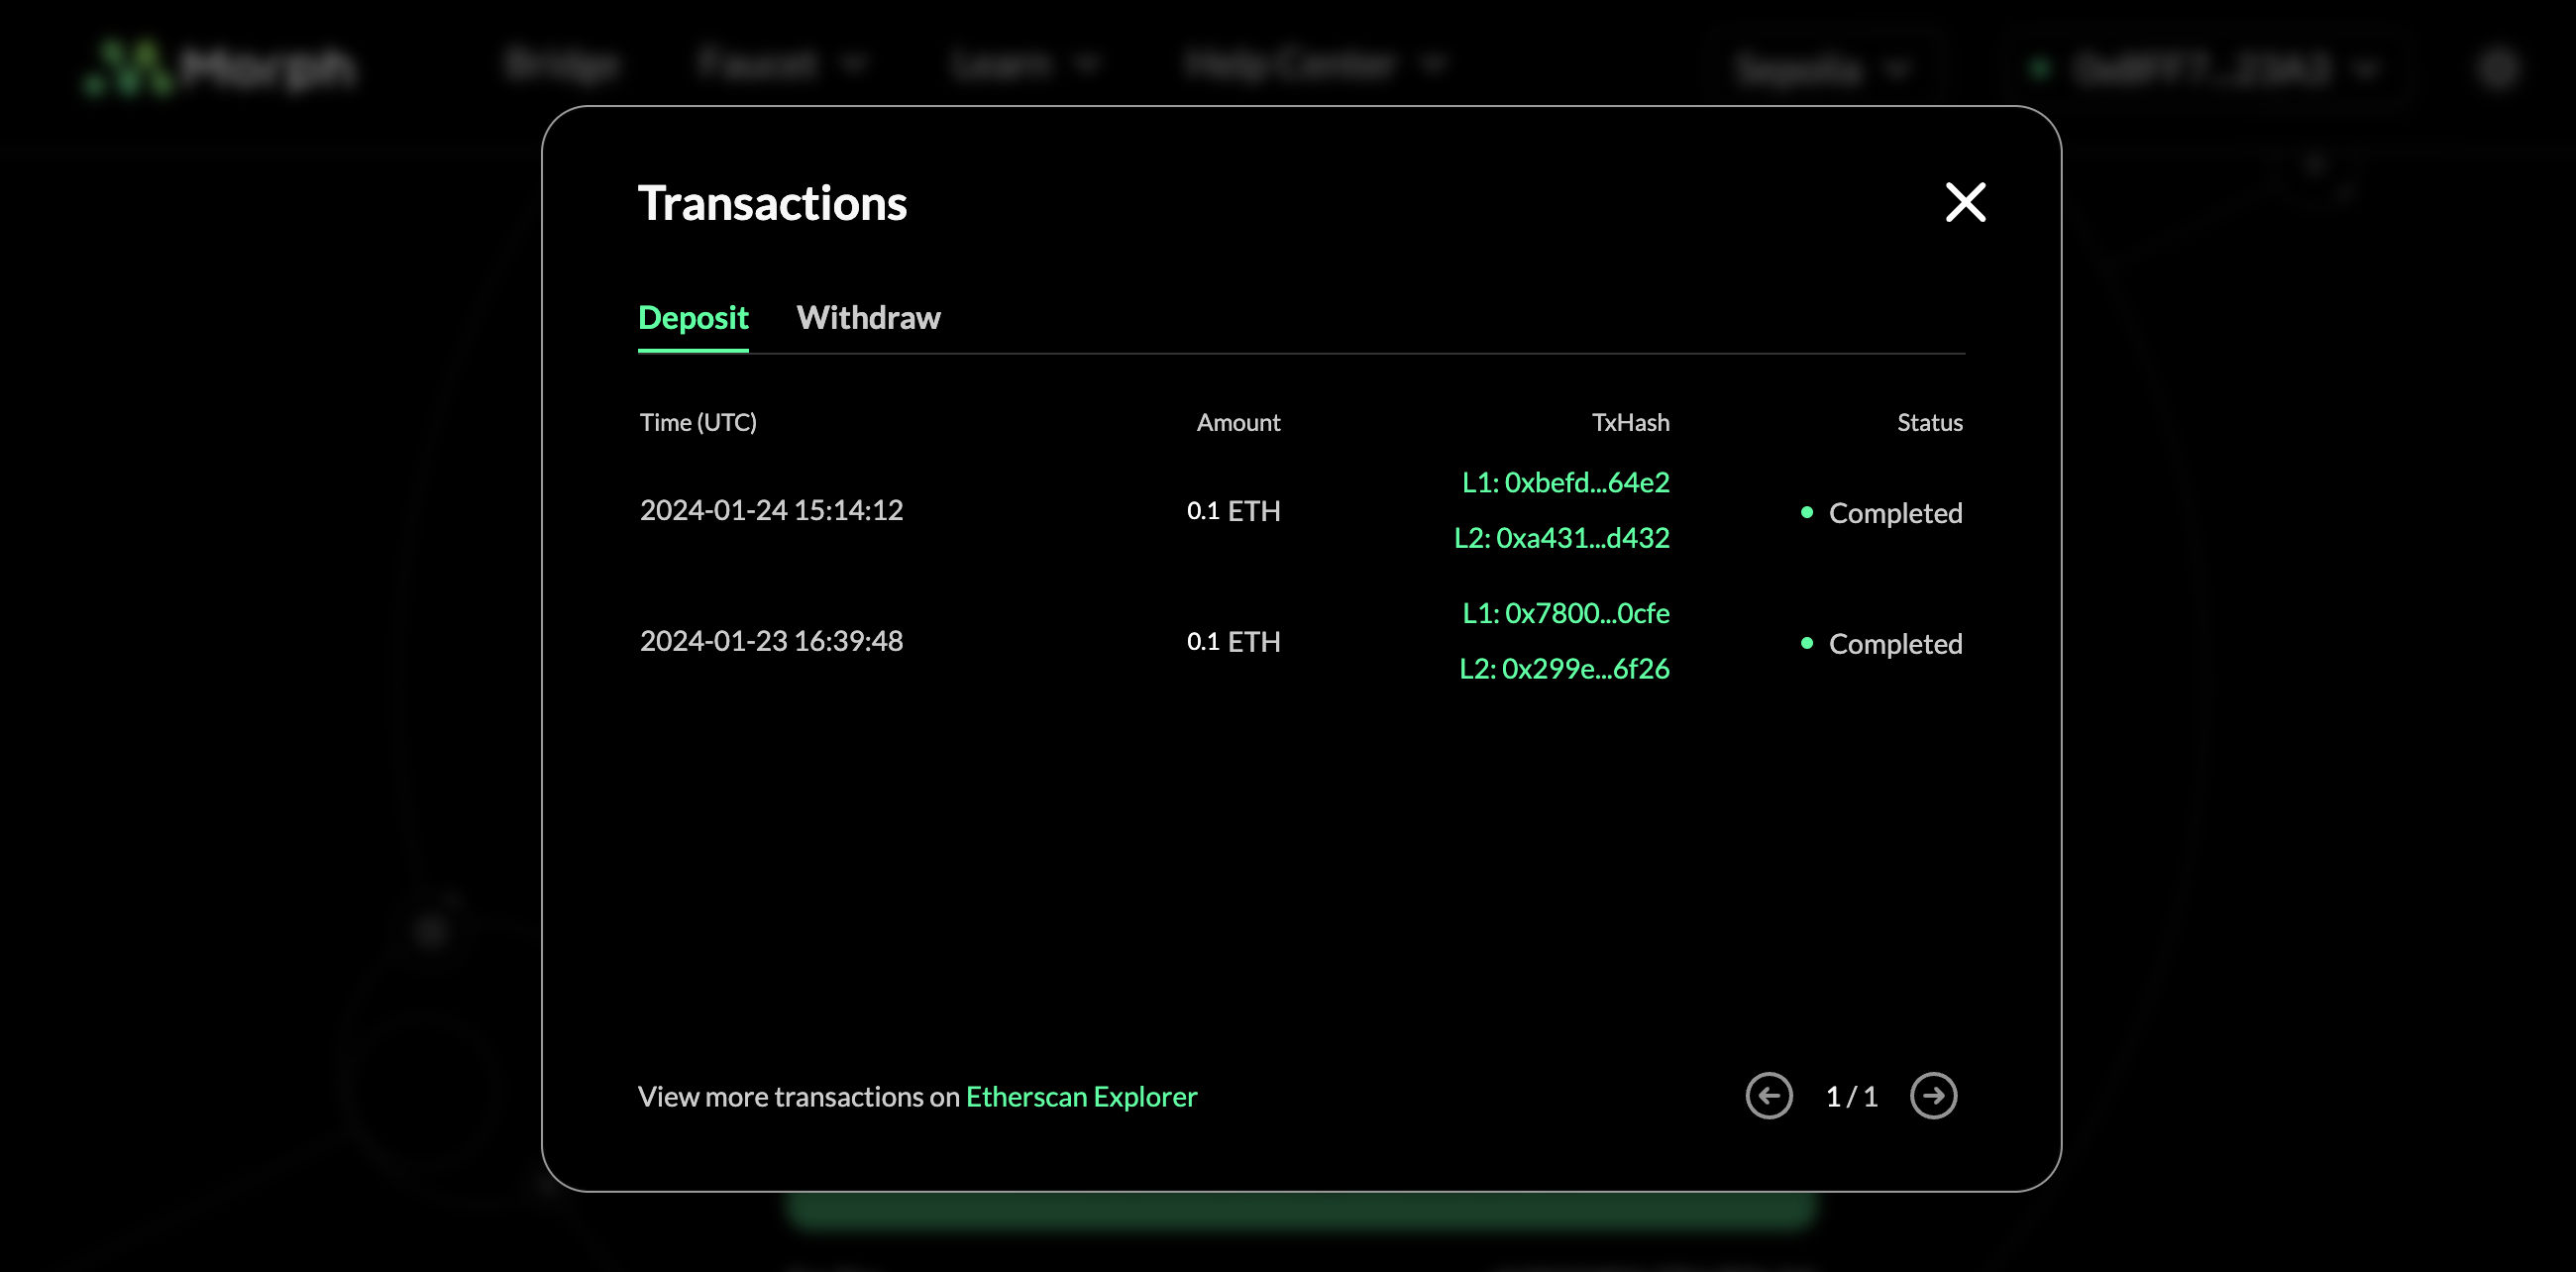 Morph
Bridge
Faucet
Learn
Help Center
Sepolia
Transactions
Deposit
Withdraw
Time (UTC)
Amount
TxHash
Status
2024-01-24 15:14:12
0.1 ETH
L1: 0xbefd...64e2
L2: 0xa431...d432
Completed
2024-01-23 16:39:48
0.1 ETH
L1: 0x7800...0cfe
L2: 0x299e...6f26
Completed
View more transactions on Etherscan Explorer
1 / 1